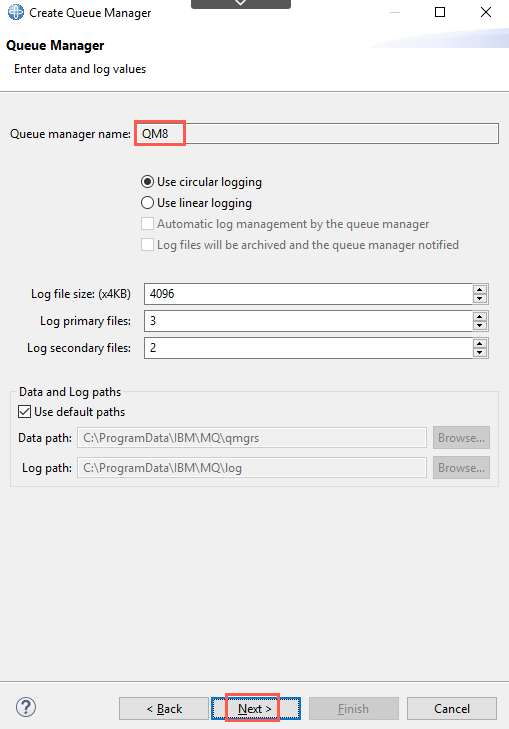 Create Queue Manager
Queue Manager
Enter data and log values
Queue manager name: QM8
Use circular logging
Use linear logging
Automatic log management by the queue manager
Log files will be archived and the queue manager notified
Log file size: (x4KB) 4096
Log primary files: 3
Log secondary files: 2
Data and Log paths
Use default paths
Data path: C:\ProgramData\IBM\MQ\qmgrs Browse...
Log path: C:\ProgramData\IBM\MQ\log Browse...
? < Back Next > Finish Cancel